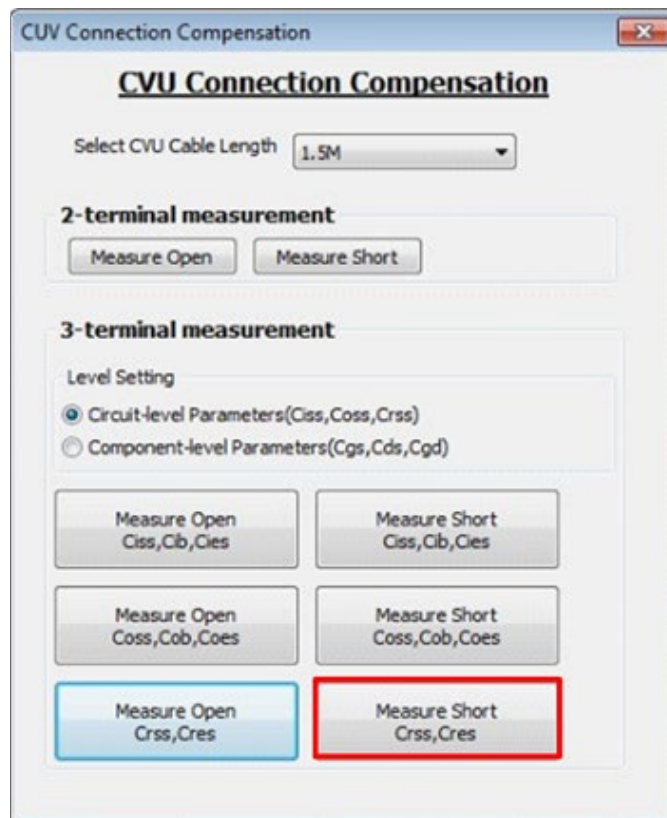 CUV Connection Compensation
CVU Connection Compensation
Select CVU Cable Length 1.5M
2-terminal measurement
Measure Open Measure Short
3-terminal measurement
Level Setting
Circuit-level Parameters(Ciss,Coss,Crss)
Component-level Parameters(Cgs,Cds,Cgd)
Measure Open
Ciss,Cib,Cies
Measure Short
Ciss,Cib,Cies
Measure Open
Coss,Cob,Coes
Measure Short
Coss,Cob,Coes
Measure Open
Crss,Cres
Measure Short
Crss,Cres